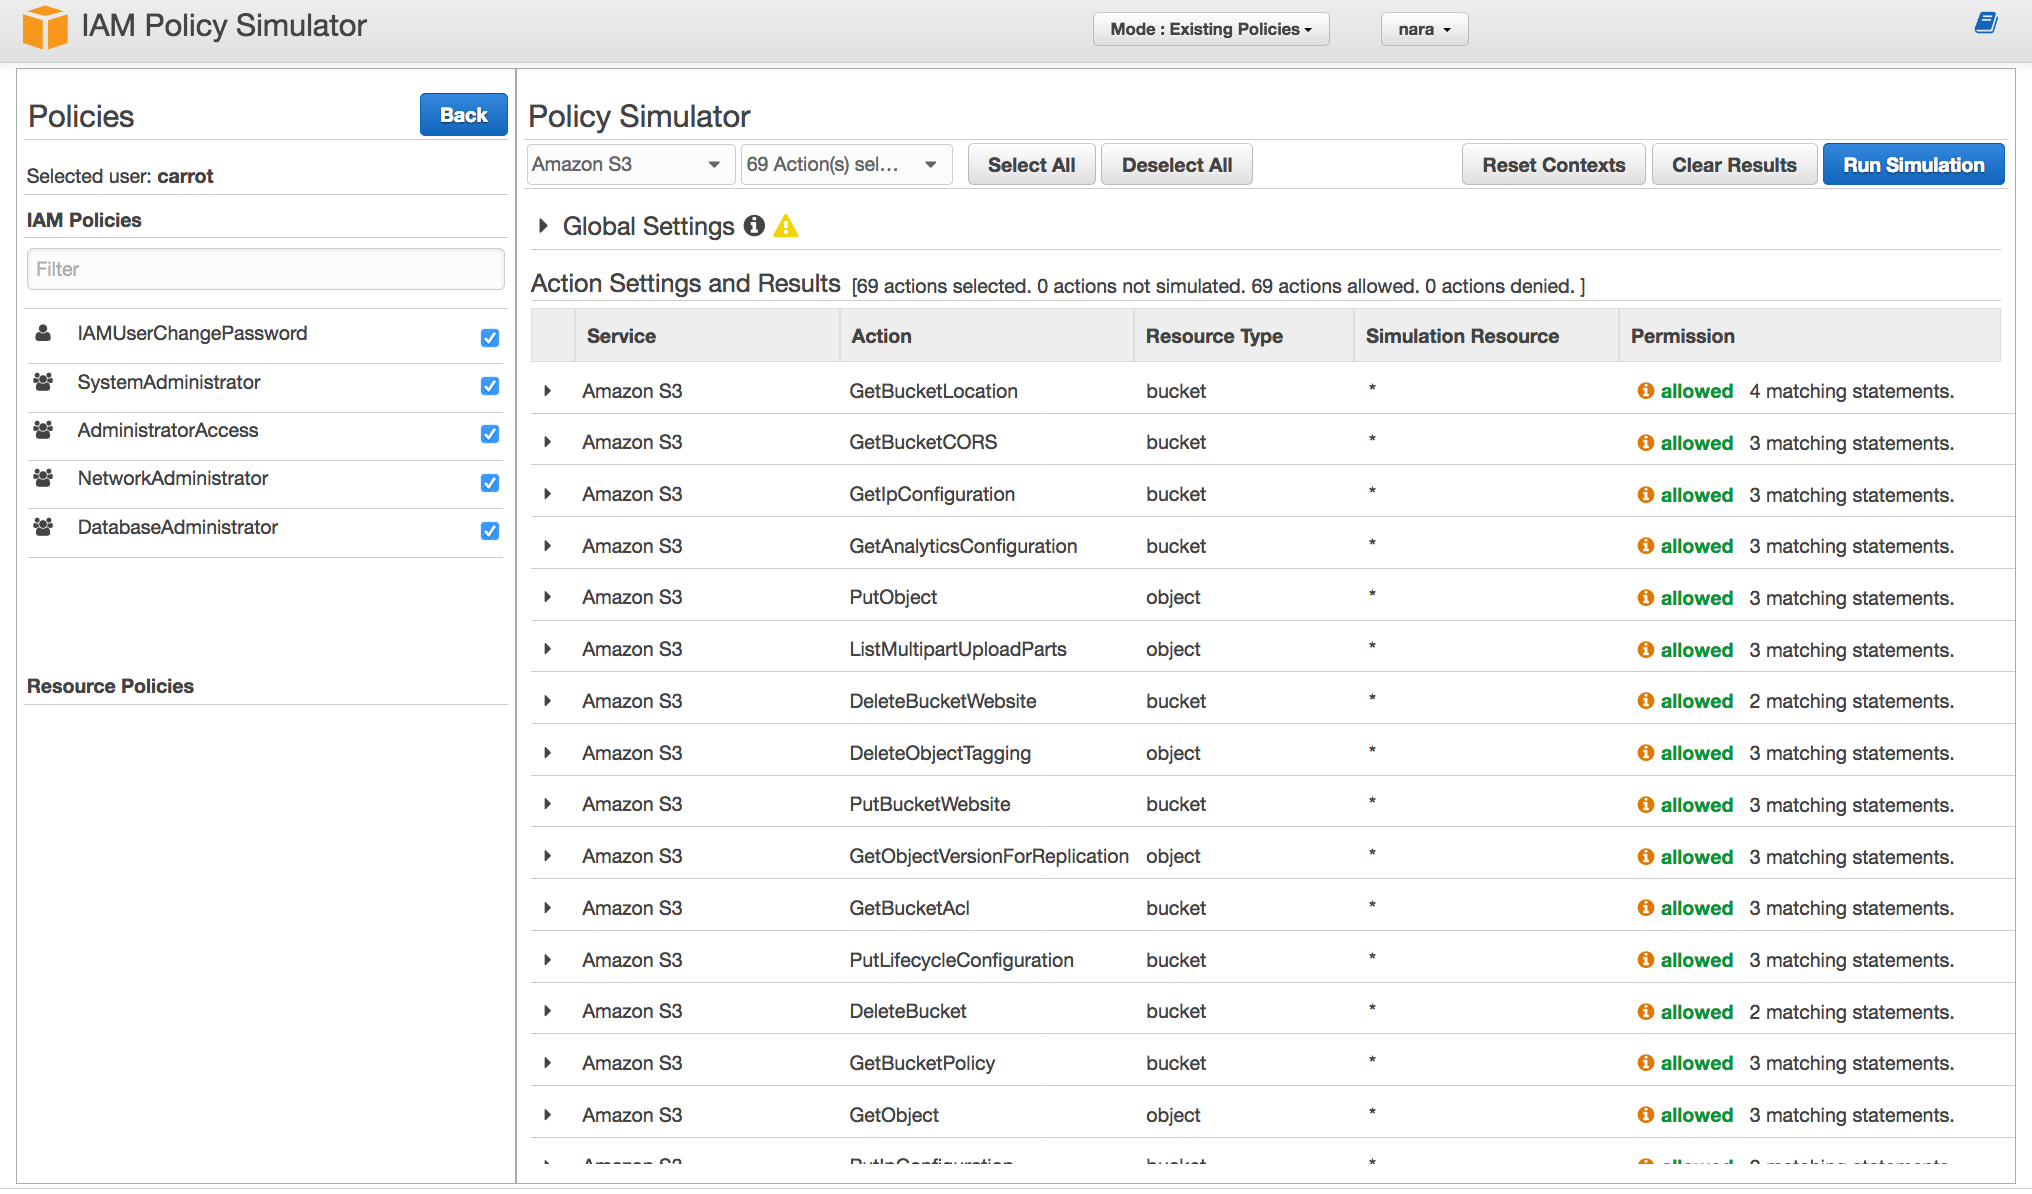 IAM Policy Simulator
Mode : Existing Policies
nara
Policies
Back
Selected user: carrot
IAM Policies
Filter
IAMUserChangePassword
SystemAdministrator
AdministratorAccess
NetworkAdministrator
DatabaseAdministrator
Resource Policies
Policy Simulator
Amazon S3 69 Action(s) sel... Select All Deselect All Reset Contexts Clear Results Run Simulation
Global Settings
Action Settings and Results [69 actions selected. 0 actions not simulated. 69 actions allowed. 0 actions denied. ]
Service Action Resource Type Simulation Resource Permission
Amazon S3 GetBucketLocation bucket * allowed 4 matching statements.
Amazon S3 GetBucketCORS bucket * allowed 3 matching statements.
Amazon S3 GetIpConfiguration bucket * allowed 3 matching statements.
Amazon S3 GetAnalyticsConfiguration bucket * allowed 3 matching statements.
Amazon S3 PutObject object * allowed 3 matching statements.
Amazon S3 ListMultipartUploadParts object * allowed 3 matching statements.
Amazon S3 DeleteBucketWebsite bucket * allowed 2 matching statements.
Amazon S3 DeleteObjectTagging object * allowed 3 matching statements.
Amazon S3 PutBucketWebsite bucket * allowed 3 matching statements.
Amazon S3 GetObjectVersionForReplication object * allowed 3 matching statements.
Amazon S3 GetBucketAcl bucket * allowed 3 matching statements.
Amazon S3 PutLifecycleConfiguration bucket * allowed 3 matching statements.
Amazon S3 DeleteBucket bucket * allowed 2 matching statements.
Amazon S3 GetBucketPolicy bucket * allowed 3 matching statements.
Amazon S3 GetObject object * allowed 3 matching statements.
Amazon S3 PutIpConfiguration bucket * allowed matching statements.